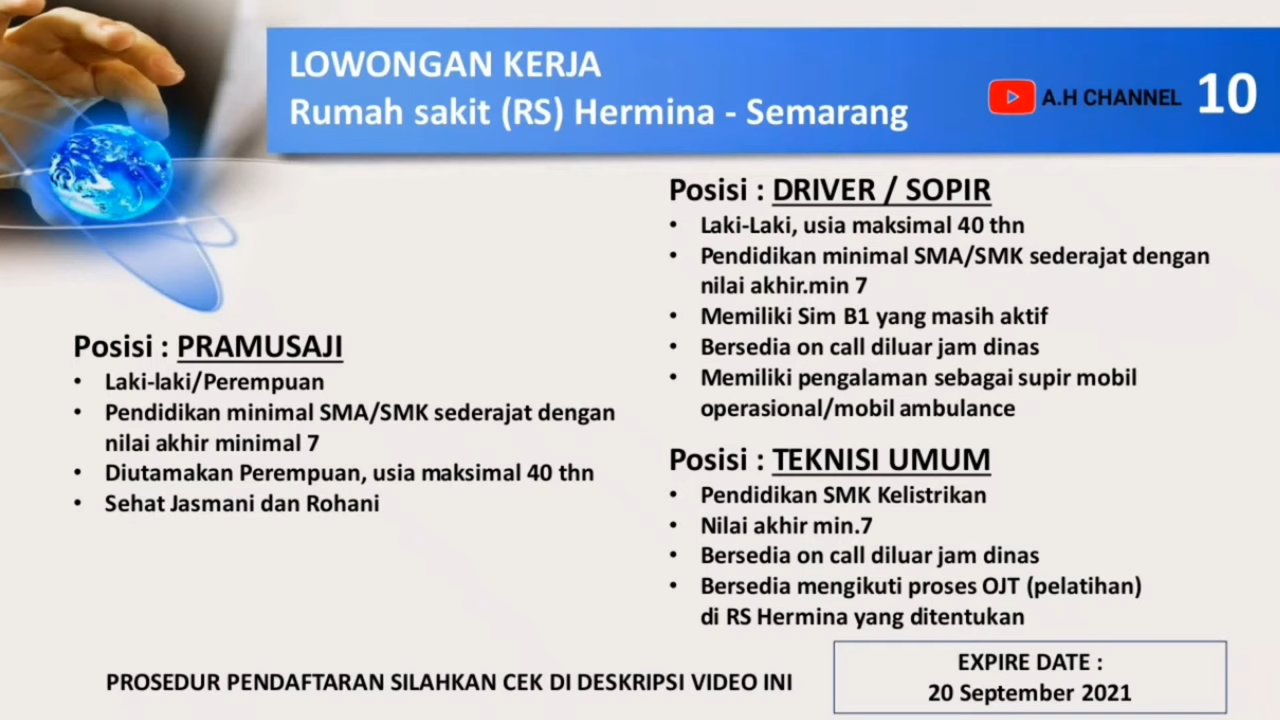 LOWONGAN KERJA
Rumah sakit (RS) Hermina - Semarang
A.H CHANNEL
10
Posisi : PRAMUSAJI
• Laki-laki/Perempuan
• Pendidikan minimal SMA/SMK sederajat dengan
nilai akhir minimal 7
• Diutamakan Perempuan, usia maksimal 40 thn
• Sehat Jasmani dan Rohani
Posisi : DRIVER / SOPIR
• Laki-Laki, usia maksimal 40 thn
• Pendidikan minimal SMA/SMK sederajat dengan
nilai akhir.min 7
• Memiliki Sim B1 yang masih aktif
• Bersedia on call diluar jam dinas
• Memiliki pengalaman sebagai supir mobil
operasional/mobil ambulance
Posisi : TEKNISI UMUM
• Pendidikan SMK Kelistrikan
• Nilai akhir min.7
• Bersedia on call diluar jam dinas
• Bersedia mengikuti proses OJT (pelatihan)
di RS Hermina yang ditentukan
PROSEDUR PENDAFTARAN SILAHKAN CEK DI DESKRIPSI VIDEO INI
EXPIRE DATE :
20 September 2021